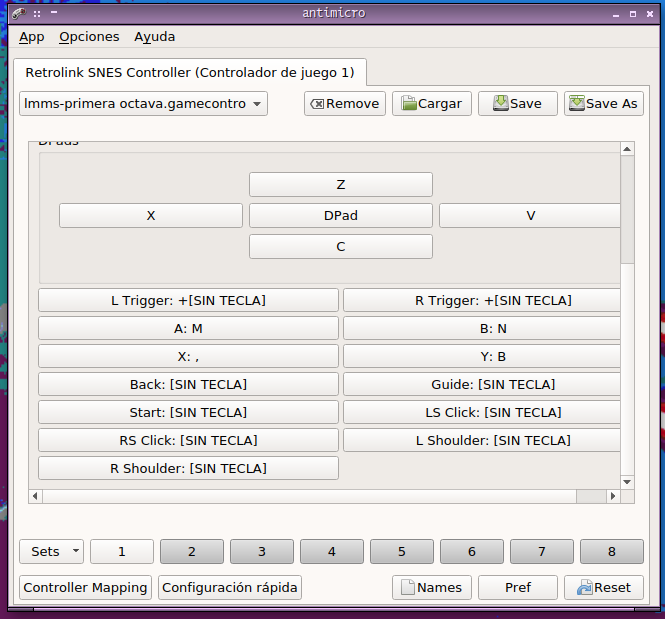 antimicro
App Opciones Ayuda
Retrolink SNES Controller (Controlador de juego 1)
lmms-primera octava.gamecontro Remove Cargar Save Save As
DPads
Z
X DPad V
C
L Trigger: +[SIN TECLA] R Trigger: +[SIN TECLA]
A: M B: N
X: , Y: B
Back: [SIN TECLA] Guide: [SIN TECLA]
Start: [SIN TECLA] LS Click: [SIN TECLA]
RS Click: [SIN TECLA] L Shoulder: [SIN TECLA]
R Shoulder: [SIN TECLA]
Sets 1 2 3 4 5 6 7 8
Controller Mapping Configuración rápida Names Pref Reset